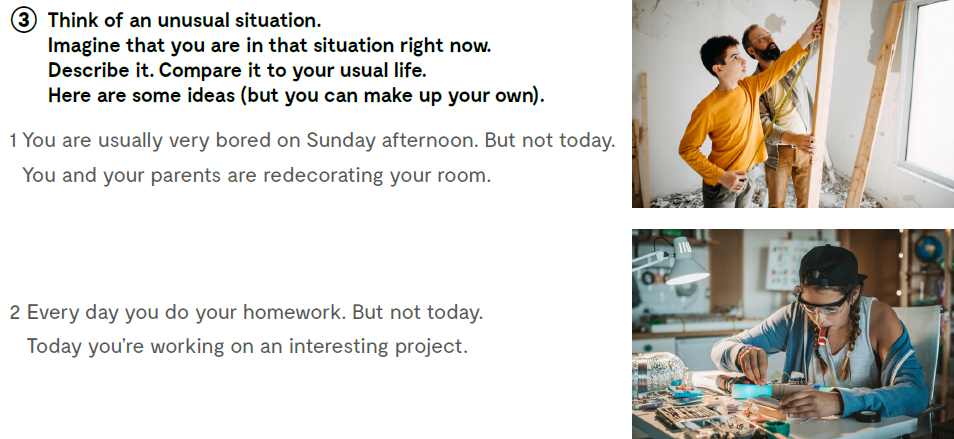 3 Think of an unusual situation.
Imagine that you are in that situation right now.
Describe it. Compare it to your usual life.
Here are some ideas (but you can make up your own).
1 You are usually very bored on Sunday afternoon. But not today.
You and your parents are redecorating your room.
2 Every day you do your homework. But not today.
Today you’re working on an interesting project.